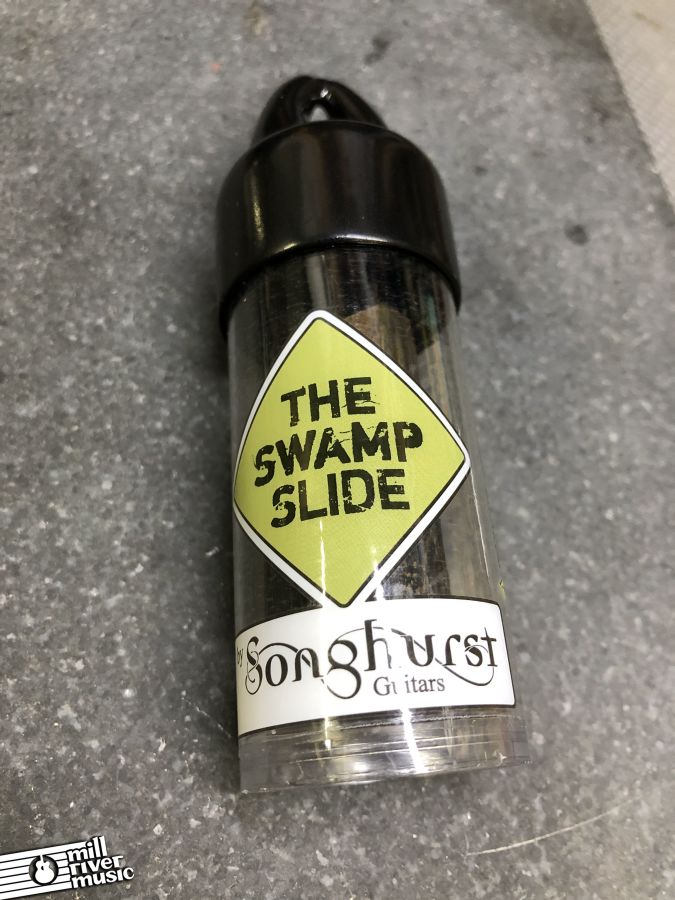 THE
SWAMP
SLIDE
by Songhurst
Guitars
mill
river
music